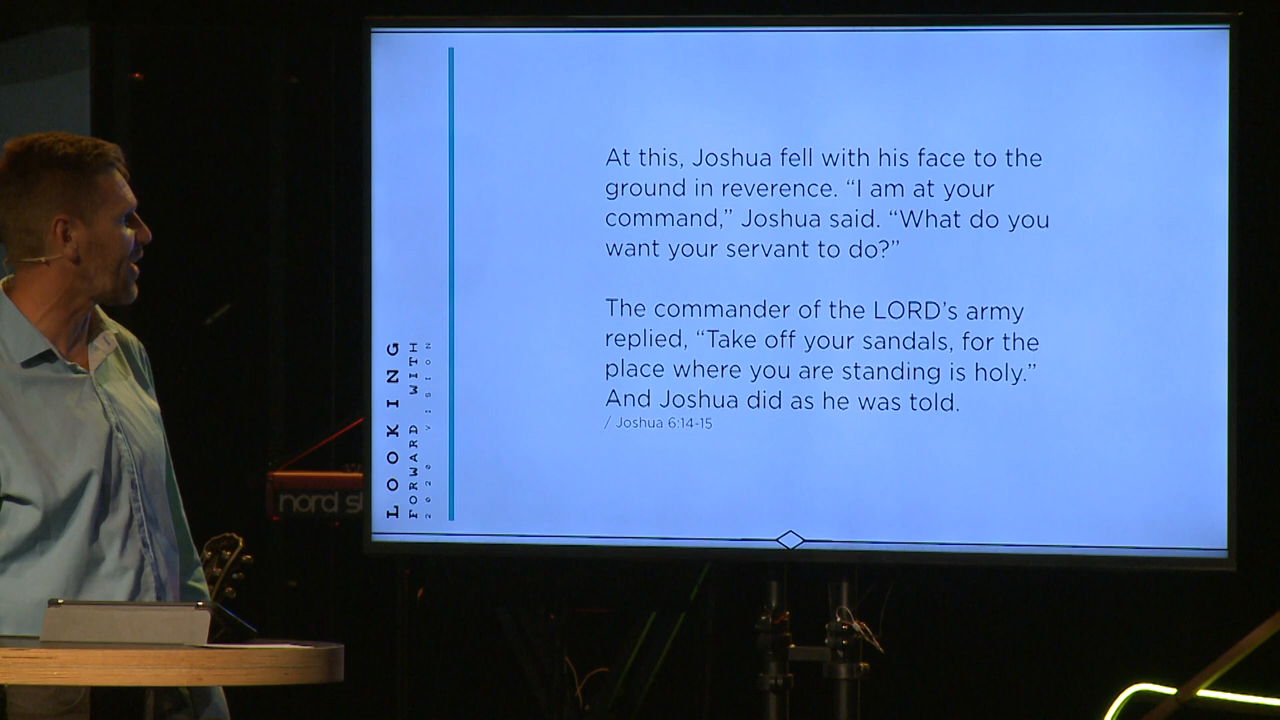 At this, Joshua fell with his face to the
ground in reverence. “I am at your
command,” Joshua said. “What do you
want your servant to do?”
The commander of the LORD’s army
replied, “Take off your sandals, for the
place where you are standing is holy.”
And Joshua did as he was told.
/ Joshua 6:14-15
LOOKING
FORWARD WITH
2020 VISION
nord